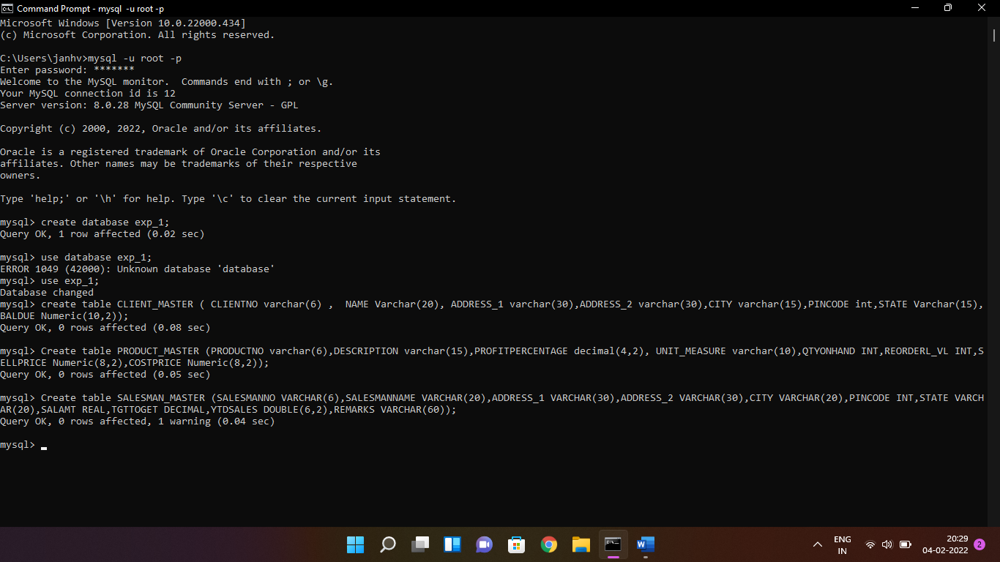 Command Prompt - mysql -u root -p
Microsoft Windows [Version 10.0.22000.434]
(c) Microsoft Corporation. All rights reserved.
C:\Users\janhv>mysql -u root -p
Enter password: *******
Welcome to the MySQL monitor.  Commands end with ; or \g.
Your MySQL connection id is 12
Server version: 8.0.28 MySQL Community Server - GPL
Copyright (c) 2000, 2022, Oracle and/or its affiliates.
Oracle is a registered trademark of Oracle Corporation and/or its
affiliates. Other names may be trademarks of their respective
owners.
Type 'help;' or '\h' for help. Type '\c' to clear the current input statement.
mysql> create database exp_1;
Query OK, 1 row affected (0.02 sec)
mysql> use database exp_1;
ERROR 1049 (42000): Unknown database 'database'
mysql> use exp_1;
Database changed
mysql> create table CLIENT_MASTER ( CLIENTNO varchar(6) ,  NAME Varchar(20), ADDRESS_1 varchar(30),ADDRESS_2 varchar(30),CITY varchar(15),PINCODE int,STATE Varchar(15),
BALDUE Numeric(10,2));
Query OK, 0 rows affected (0.08 sec)
mysql> Create table PRODUCT_MASTER (PRODUCTNO varchar(6),DESCRIPTION varchar(15),PROFITPERCENTAGE decimal(4,2), UNIT_MEASURE varchar(10),QTYONHAND INT,REORDERL_VL INT,S
ELLPRICE Numeric(8,2),COSTPRICE Numeric(8,2));
Query OK, 0 rows affected (0.05 sec)
mysql> Create table SALESMAN_MASTER (SALESMANNO VARCHAR(6),SALESMANNAME VARCHAR(20),ADDRESS_1 VARCHAR(30),ADDRESS_2 VARCHAR(30),CITY VARCHAR(20),PINCODE INT,STATE VARCH
AR(20),SALAMT REAL,TGTTOGET DECIMAL,YTDSALES DOUBLE(6,2),REMARKS VARCHAR(60));
Query OK, 0 rows affected, 1 warning (0.04 sec)
mysql>
ENG
IN
20:29
04-02-2022
2